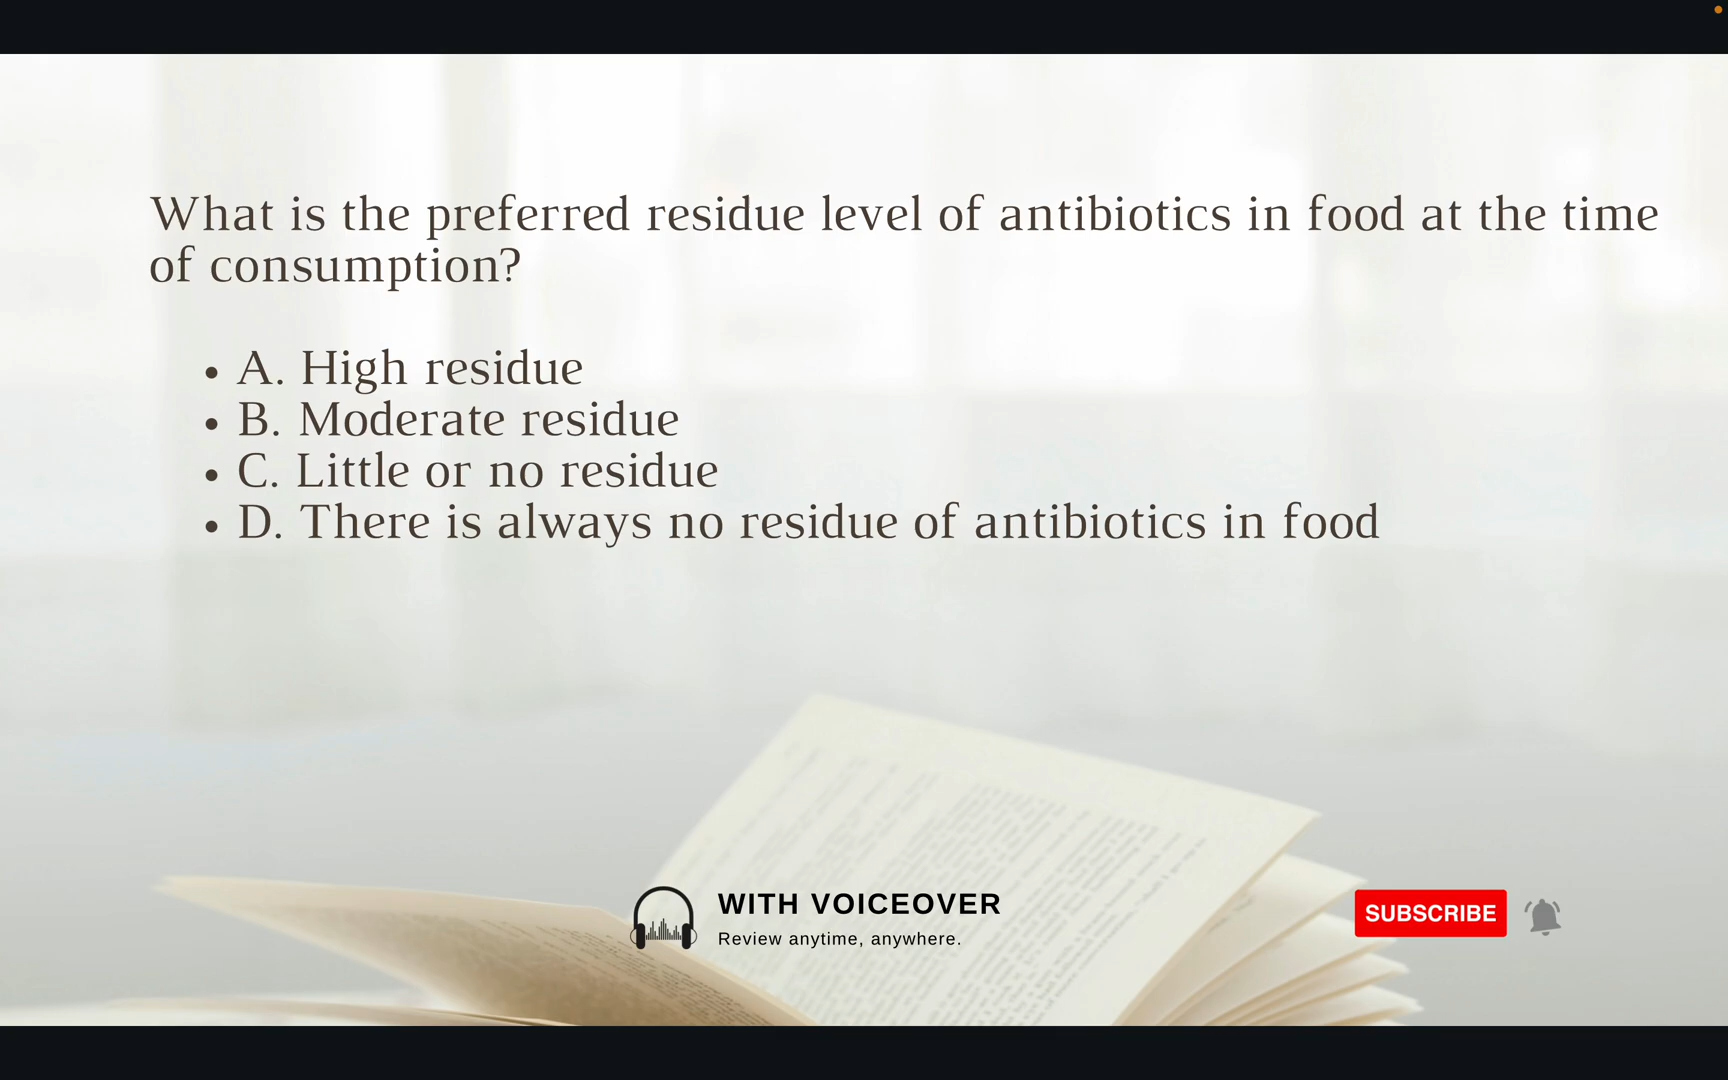 What is the preferred residue level of antibiotics in food at the time
of consumption?
• A. High residue
• B. Moderate residue
• C. Little or no residue
• D. There is always no residue of antibiotics in food
WITH VOICEOVER
Review anytime, anywhere.
SUBSCRIBE